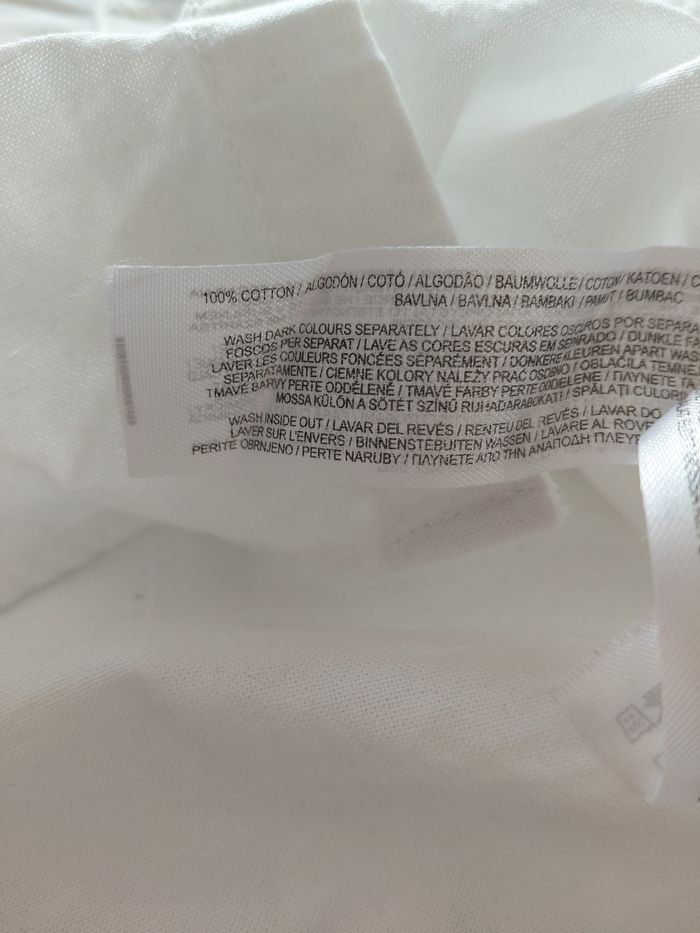 100% COTTON / ALGODÓN / COTÓ / ALGODÃO / BAUMWOLLE / COTON / KATOEN / C
BAVLNA / BAVLNA / BAMBAKI / PAMUT / BUMBAC
WASH DARK COLOURS SEPARATELY / LAVAR COLORES OSCUROS POR SEPARA
FOSCOS PER SEPARAT / LAVE AS CORES ESCURAS EM SEPARADO / DUNKLE FA
LAVER LES COULEURS FONCÉES SÉPARÉMENT / DONKERE KLEUREN APART WAS
SEPARATAMENTE / CIEMNE KOLORY NALEŻY PRAĆ OSOBNO / OBLAČILA TEMNE
TMAVÉ BARVY PERTE ODDĚLENĚ / TMAVÉ FARBY PERTE ODDELENE / ΠΛΥΝΕΤΕ ΤΑ
MOSSA KÜLÖN A SÖTÉT SZÍNŰ RUHADARABOKAT! / SPĂLAȚI CULORI
WASH INSIDE OUT / LAVAR DEL REVÉS / RENTEU DEL REVÉS / LAVAR DO
LAVER SUR L'ENVERS / BINNENSTEBUITEN WASSEN / LAVARE AL ROVE
PERITE OBRNJENO / PERTE NARUBY / ΠΛΥΝΕΤΕ ΑΠΟ ΤΗΝ ΑΝΑΠΟΔΗ ΠΛΕΥΡ